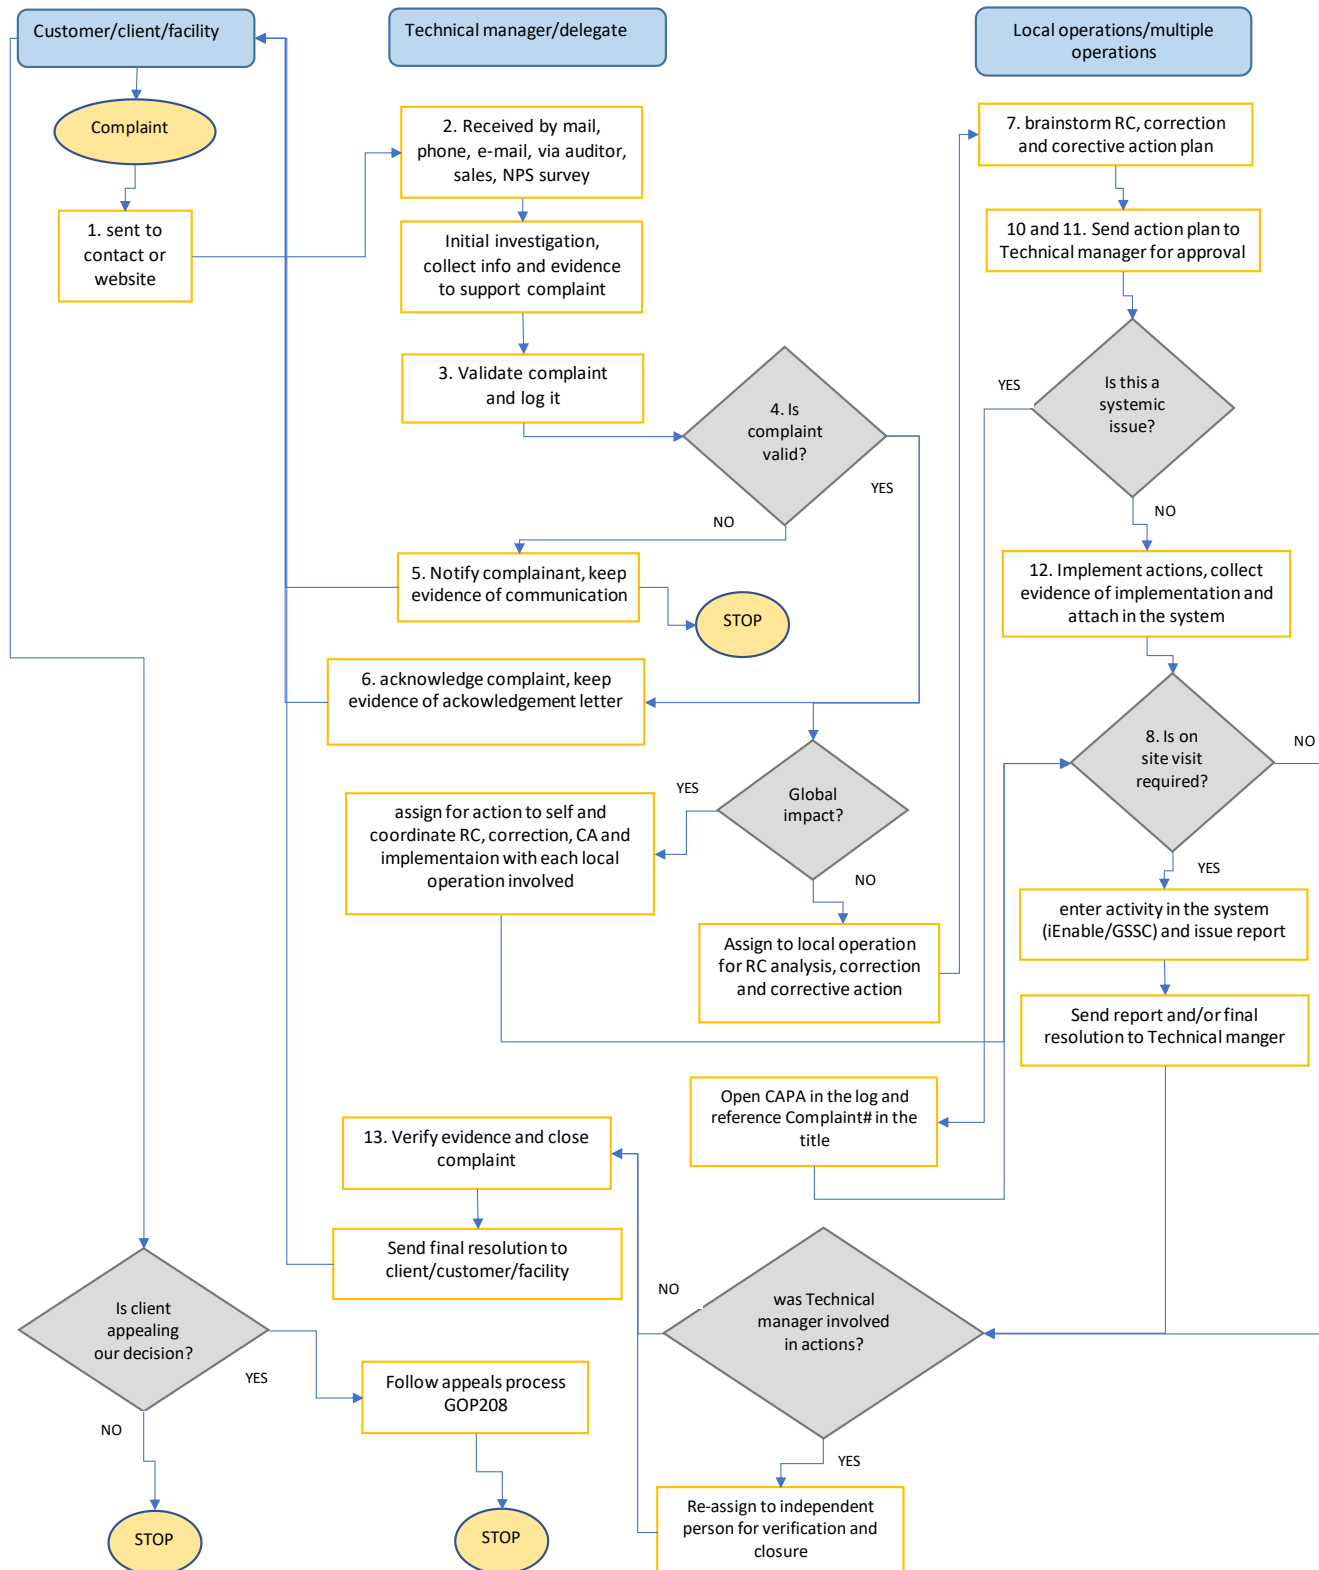 Customer/client/facility
Technical manager/delegate
Local operations/multiple
operations
Complaint
1. sent to
contact or
website
2. Received by mail,
phone, e-mail, via auditor,
sales, NPS survey
Initial investigation,
collect info and evidence
to support complaint
3. Validate complaint
and log it
4. Is
complaint
valid?
YES
NO
5. Notify complainant, keep
evidence of communication
STOP
6. acknowledge complaint, keep
evidence of ackowledgement letter
Global
impact?
YES
NO
assign for action to self and
coordinate RC, correction, CA and
implementaion with each local
operation involved
Assign to local operation
for RC analysis, correction
and corrective action
7. brainstorm RC, correction
and corective action plan
10 and 11. Send action plan to
Technical manager for approval
Is this a
systemic
issue?
YES
NO
12. Implement actions, collect
evidence of implementation and
attach in the system
8. Is on
site visit
required?
NO
YES
enter activity in the system
(iEnable/GSSC) and issue report
Send report and/or final
resolution to Technical manger
Open CAPA in the log and
reference Complaint# in the
title
13. Verify evidence and close
complaint
Send final resolution to
client/customer/facility
was Technical
manager involved
in actions?
NO
YES
Re-assign to independent
person for verification and
closure
Is client
appealing
our decision?
YES
NO
Follow appeals process
GOP208
STOP
STOP